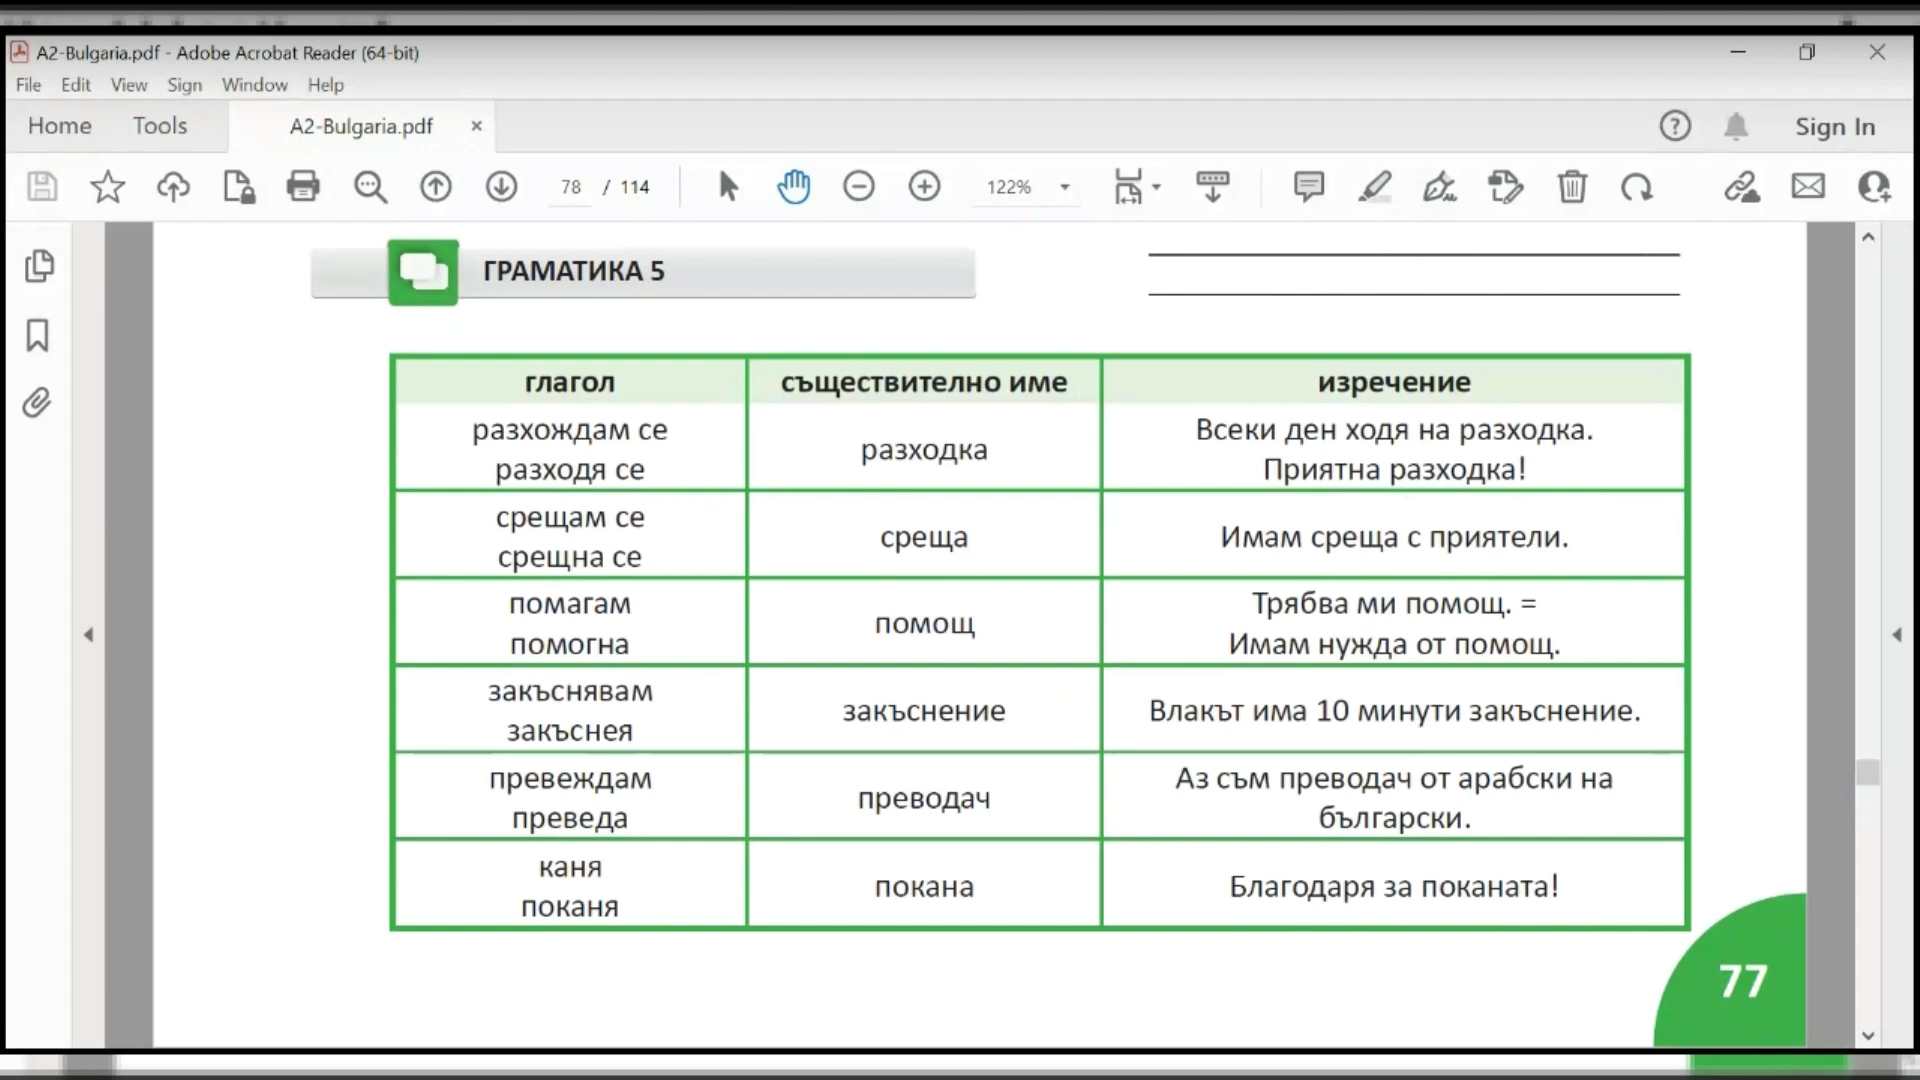 A2-Bulgaria.pdf - Adobe Acrobat Reader (64-bit)
File Edit View Sign Window Help
Home Tools A2-Bulgaria.pdf × Sign In
78 / 114 122%
ГРАМАТИКА 5
глагол съществително име изречение
разхождам се
разходя се
разходка
Всеки ден ходя на разходка.
Приятна разходка!
срещам се
срещна се
среща
Имам среща с приятели.
помагам
помогна
помощ
Трябва ми помощ. =
Имам нужда от помощ.
закъснявам
закъснея
закъснение
Влакът има 10 минути закъснение.
превеждам
преведа
преводач
Аз съм преводач от арабски на
български.
каня
поканя
покана
Благодаря за поканата!
77